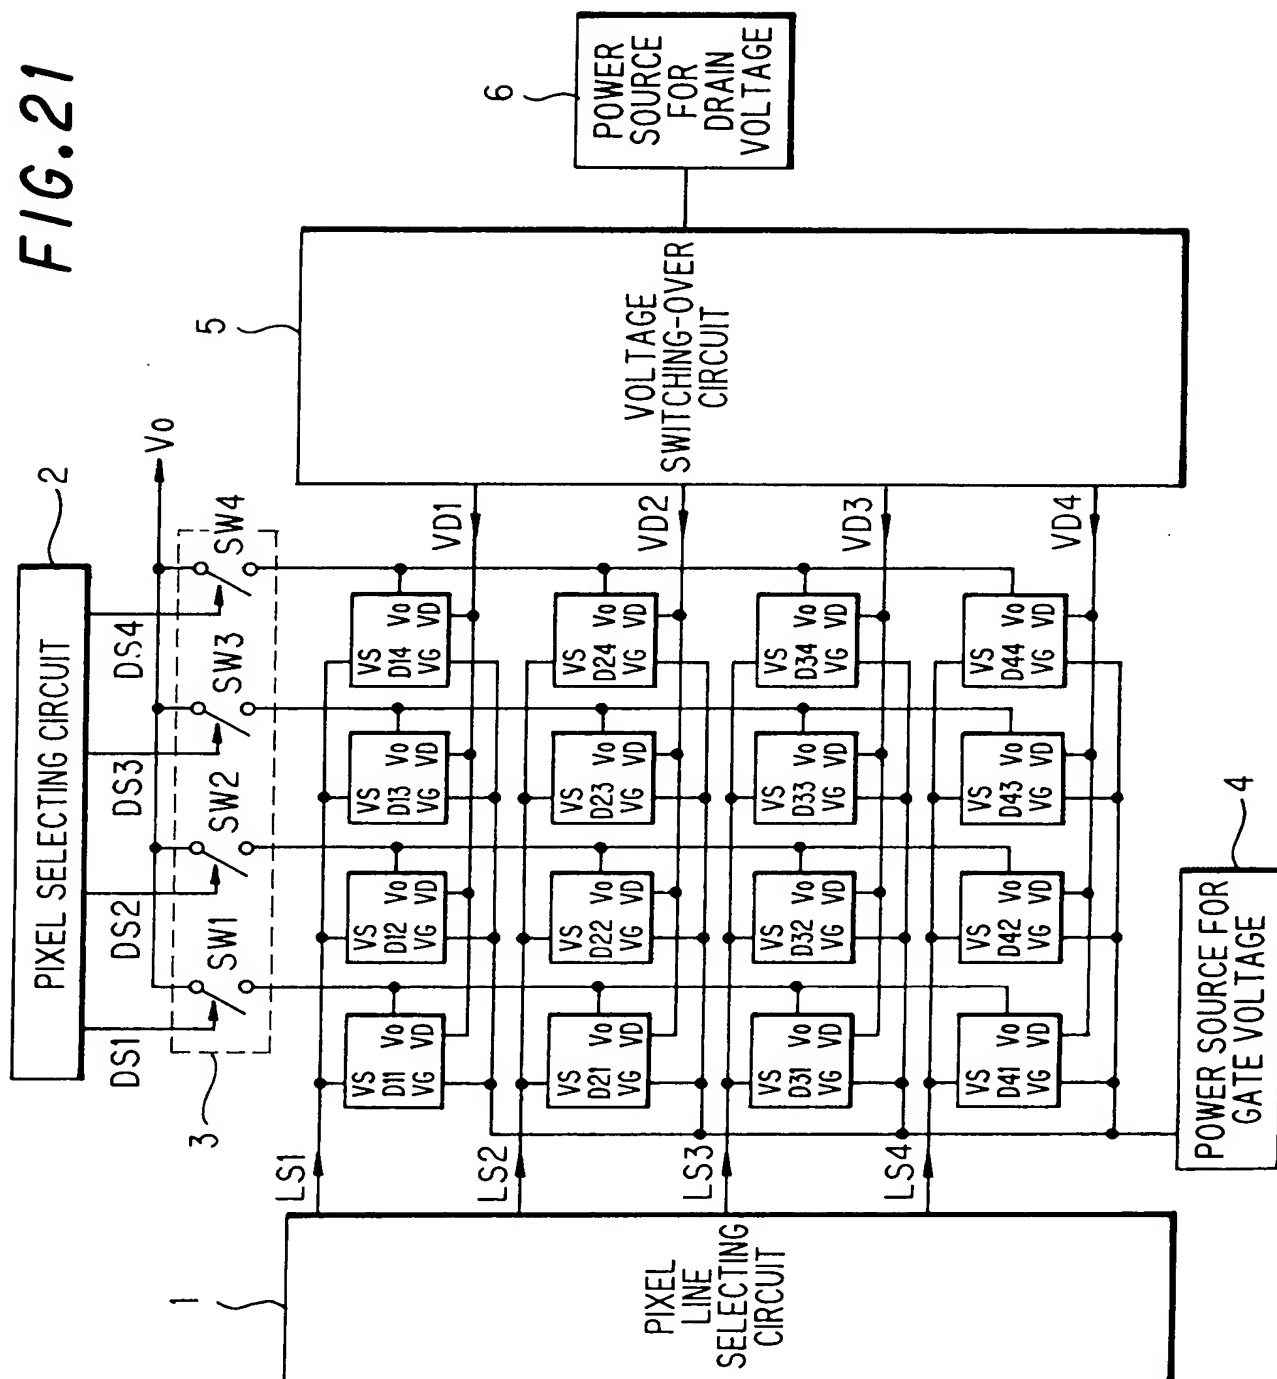 FIG.21
PIXEL SELECTING CIRCUIT
2
DS1
DS2
DS3
DS4
Vo
SW1
SW2
SW3
SW4
3
5
6
POWER
SOURCE
FOR
DRAIN
VOLTAGE
VOLTAGE
SWITCHING-OVER
CIRCUIT
1
PIXEL
LINE
SELECTING
CIRCUIT
LS1
VS Vo
D11
VG VD
VS Vo
D12
VG VD
VS Vo
D13
VG VD
VS Vo
D14
VG VD
VD1
LS2
VS Vo
D21
VG VD
VS Vo
D22
VG VD
VS Vo
D23
VG VD
VS Vo
D24
VG VD
VD2
LS3
VS Vo
D31
VG VD
VS Vo
D32
VG VD
VS Vo
D33
VG VD
VS Vo
D34
VG VD
VD3
LS4
VS Vo
D41
VG VD
VS Vo
D42
VG VD
VS Vo
D43
VG VD
VS Vo
D44
VG VD
VD4
4
POWER SOURCE FOR
GATE VOLTAGE